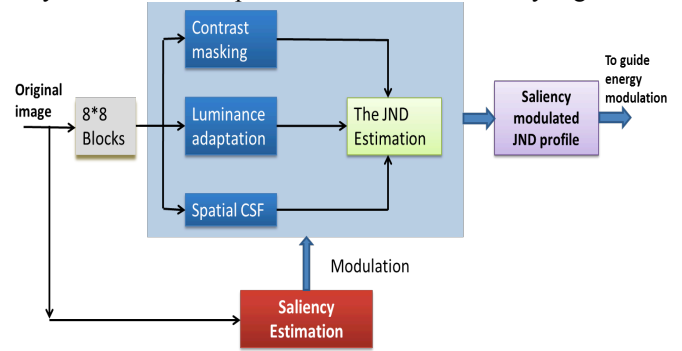 Contrast
masking
Original
image
8*8
Blocks
Luminance
adaptation
The JND
Estimation
Spatial CSF
Saliency
modulated
JND profile
To guide
energy
modulation
Modulation
Saliency
Estimation